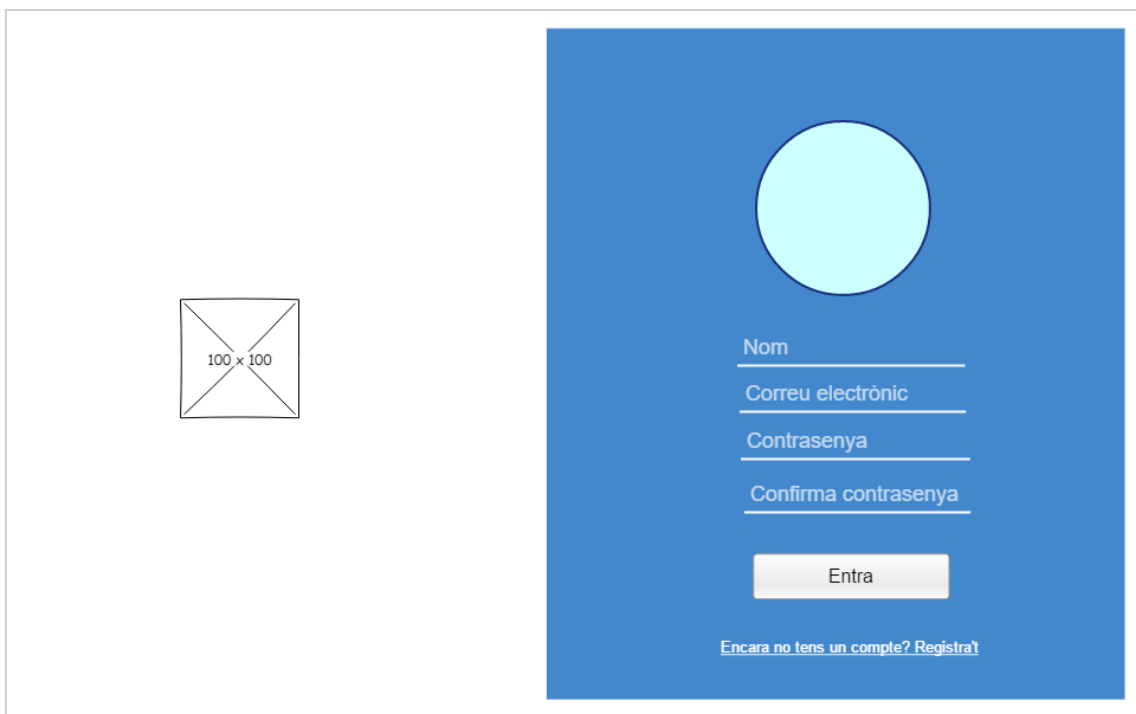 100 x 100
Nom
Correu electrònic
Contrasenya
Confirma contrasenya
Entra
Encara no tens un compte? Registra't